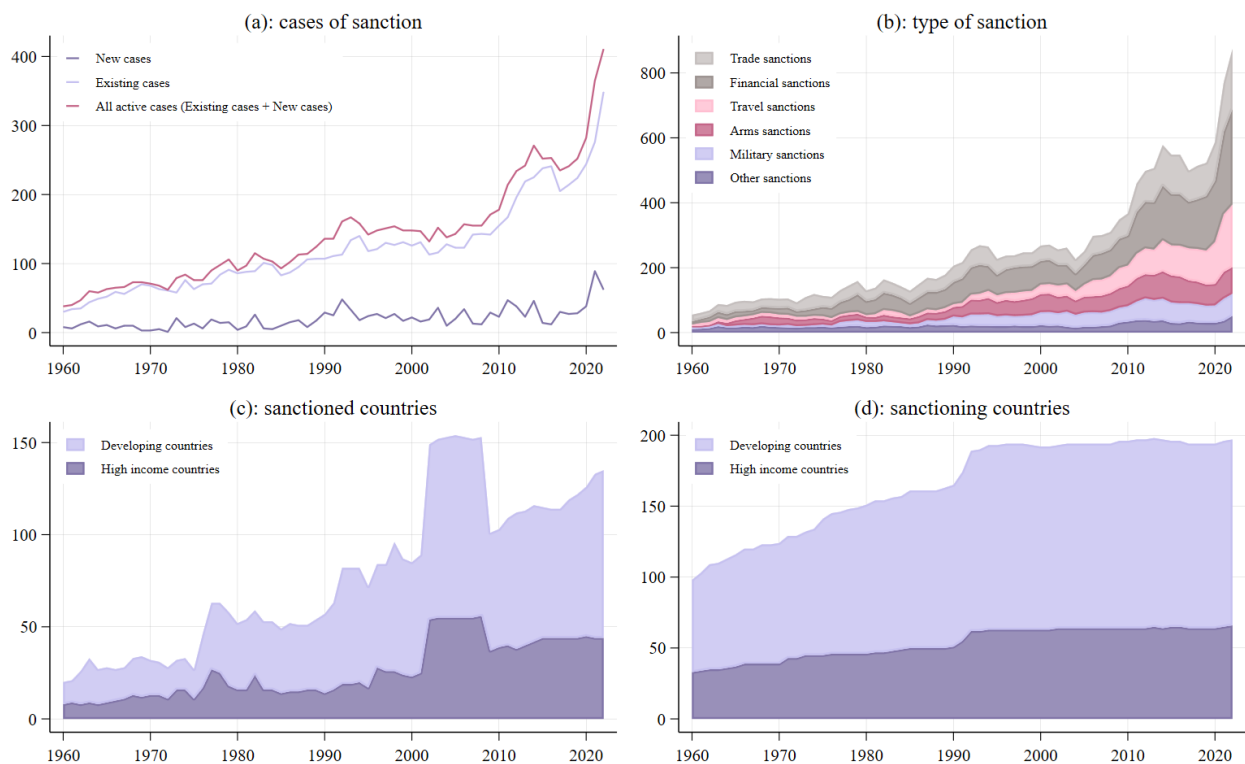 (a): cases of sanction
New cases
Existing cases
All active cases (Existing cases + New cases)
400
300
200
100
0
1960 1970 1980 1990 2000 2010 2020
(b): type of sanction
Trade sanctions
Financial sanctions
Travel sanctions
Arms sanctions
Military sanctions
Other sanctions
800
600
400
200
0
1960 1970 1980 1990 2000 2010 2020
(c): sanctioned countries
Developing countries
High income countries
150
100
50
0
1960 1970 1980 1990 2000 2010 2020
(d): sanctioning countries
Developing countries
High income countries
200
150
100
50
0
1960 1970 1980 1990 2000 2010 2020